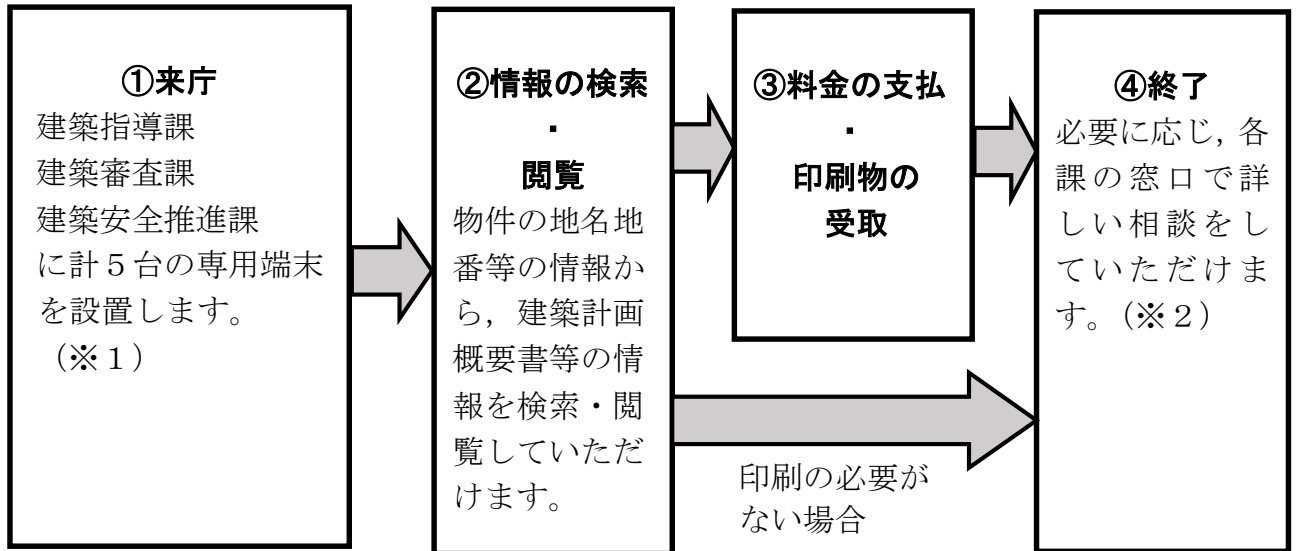 ①来庁
建築指導課
建築審査課
建築安全推進課
に計５台の専用端末
を設置します。
（※１）
②情報の検索
・
閲覧
物件の地名地
番等の情報か
ら，建築計画
概要書等の情
報を検索・閲
覧していただ
けます。
③料金の支払
・
印刷物の
受取
印刷の必要が
ない場合
④終了
必要に応じ，各
課の窓口で詳
しい相談をし
ていただけま
す。（※２）